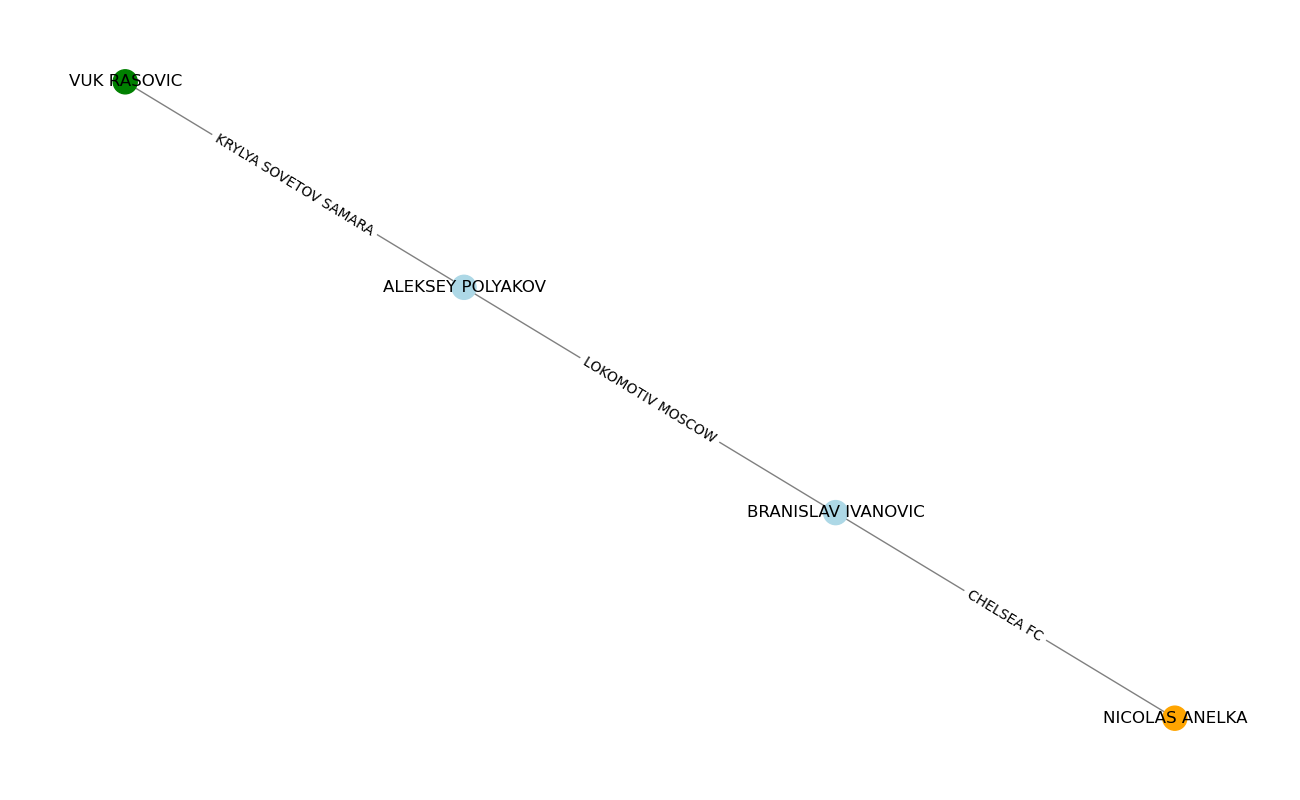 VUK RASOVIC
KRYLYA SOVETOV SAMARA
ALEKSEY POLYAKOV
LOKOMOTIV MOSCOW
BRANISLAV IVANOVIC
CHELSEA FC
NICOLAS ANELKA